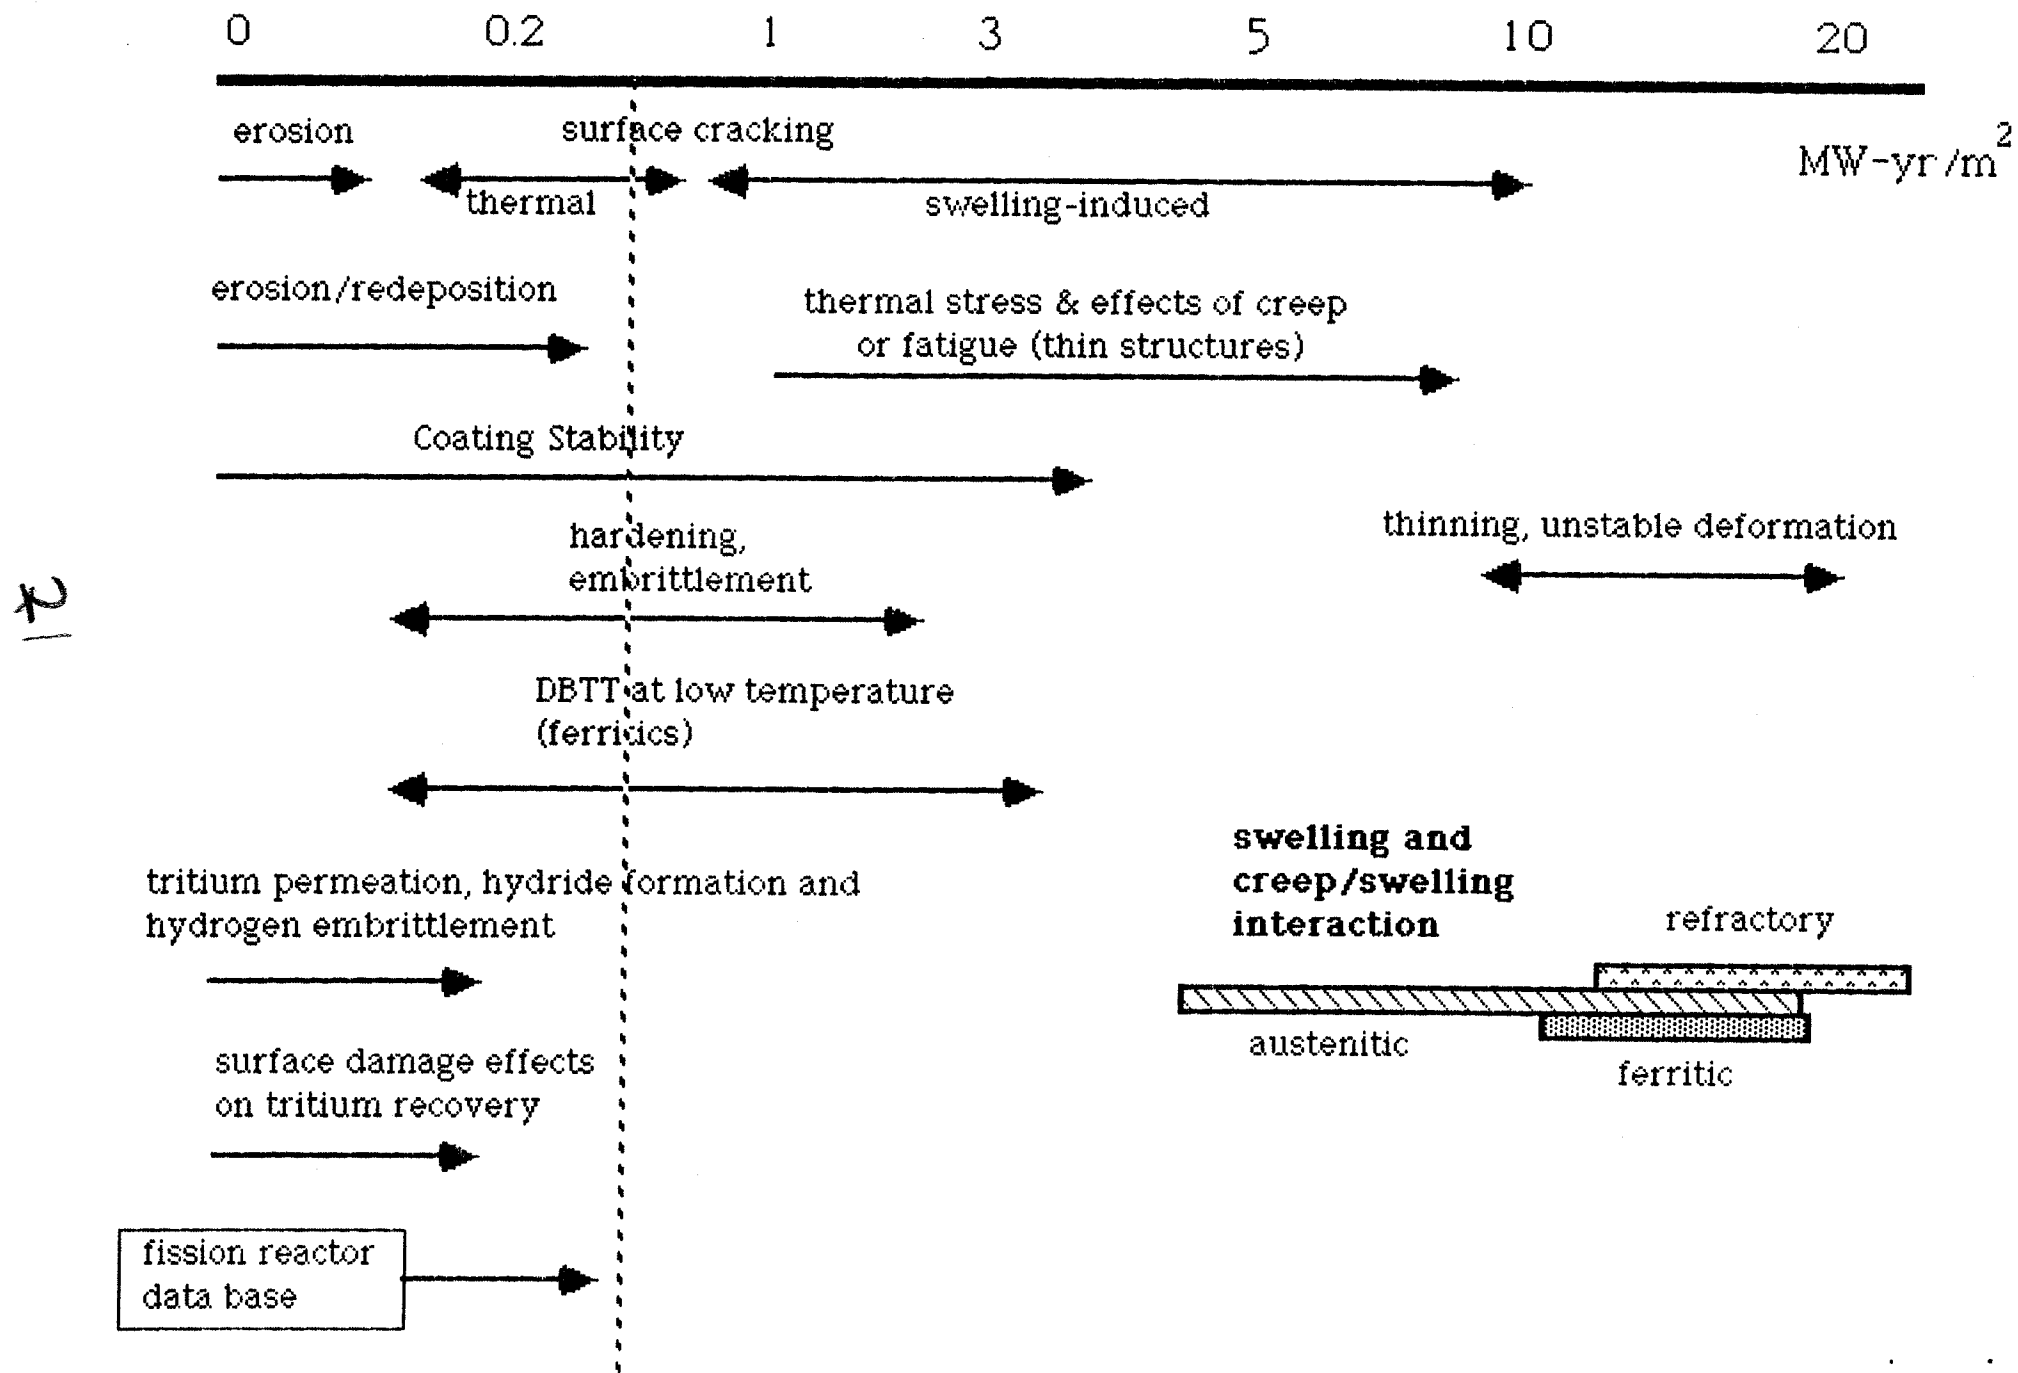 0 0.2 1 3 5 10 20
erosion
surface cracking
MW-yr/m²
thermal
swelling-induced
erosion/redeposition
thermal stress & effects of creep
or fatigue (thin structures)
Coating Stability
hardening,
embrittlement
thinning, unstable deformation
DBTT at low temperature
(ferritics)
tritium permeation, hydride formation and
hydrogen embrittlement
swelling and
creep/swelling
interaction
refractory
austenitic
ferritic
surface damage effects
on tritium recovery
fission reactor
data base